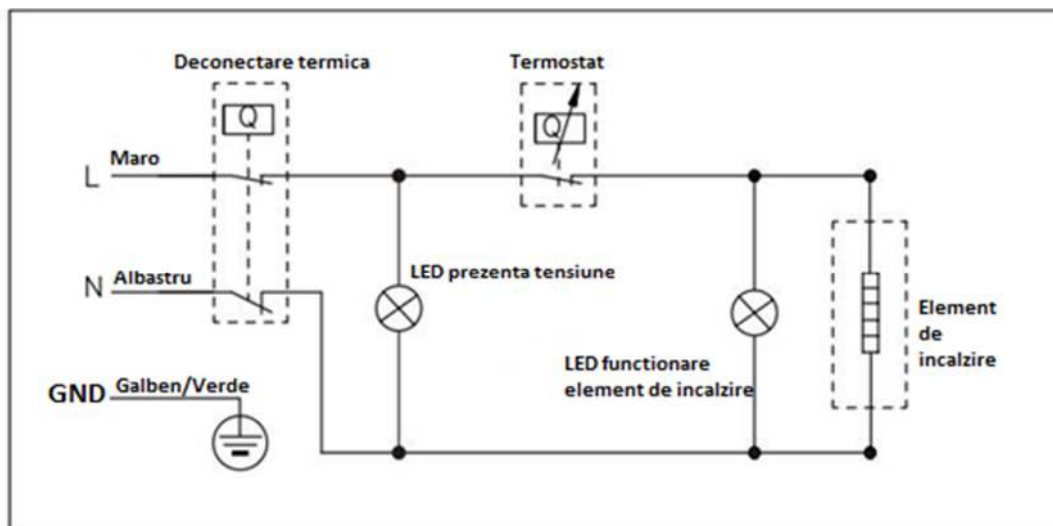 Deconectare termica
Termostat
Q
Q
L
Maro
N
Albastru
LED prezenta tensiune
Element
de
incalzire
LED functionare
element de incalzire
GND
Galben/Verde